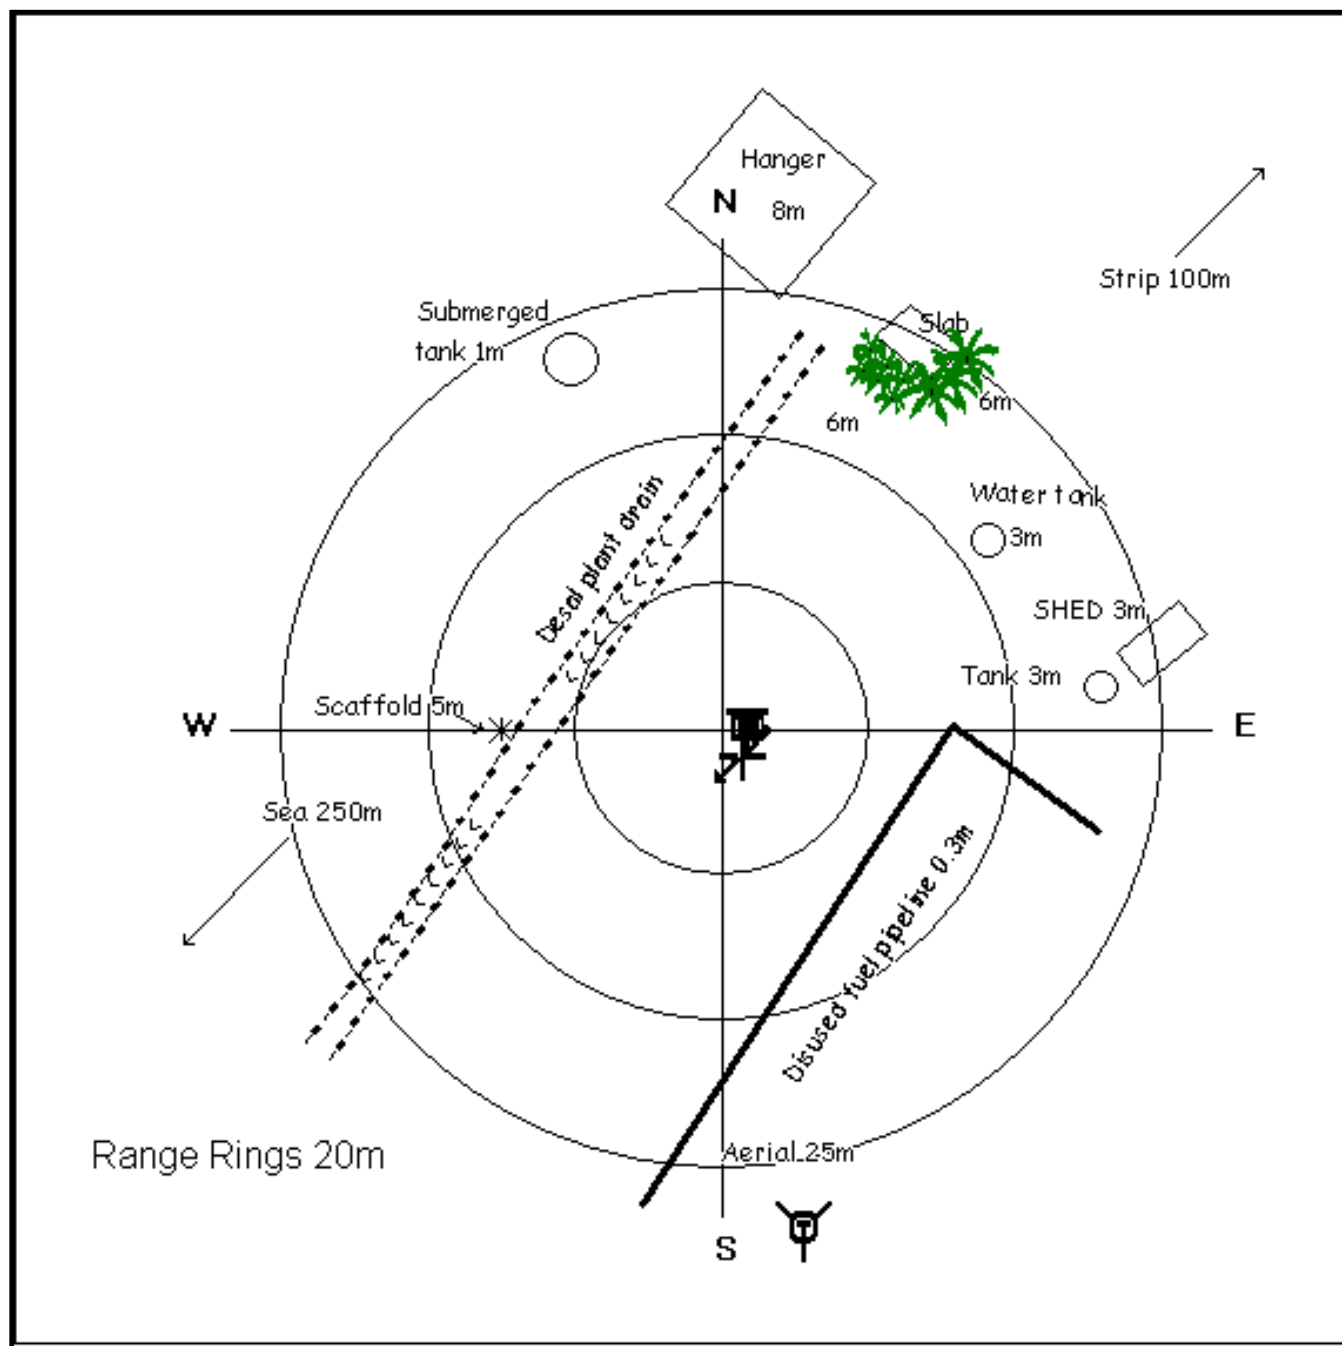 Hanger
N
8m
Strip 100m
Submerged
tank 1m
Slab
6m
6m
Water tank
3m
Desal plant drain
SHED 3m
Tank 3m
Scaffold 5m
W
E
Sea 250m
Disused fuel pipeline 0.3m
Range Rings 20m
Aerial 25m
S